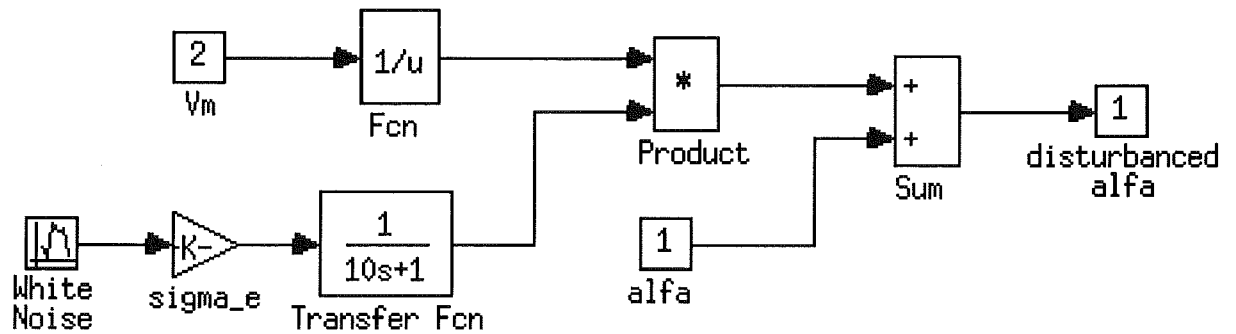 2
Vm
1/u
Fcn
*
Product
+
+
Sum
1
disturbanced
alfa
White
Noise
-K-
sigma_e
1
10s+1
Transfer Fcn
1
alfa